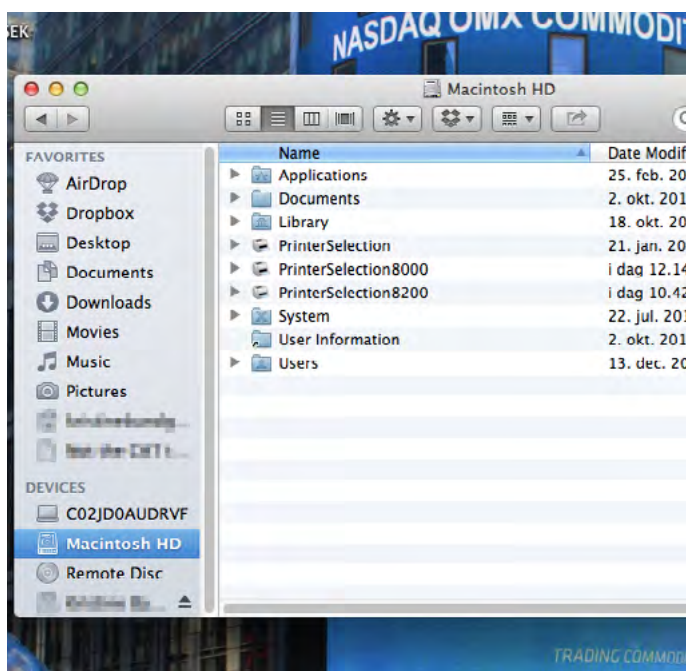 SEK
NASDAQ OMX COMMODIT
Macintosh HD
FAVORITES
AirDrop
Dropbox
Desktop
Documents
Downloads
Movies
Music
Pictures
DEVICES
C02JD0AUDRVF
Macintosh HD
Remote Disc
Name Date Modif
Applications 25. feb. 20
Documents 2. okt. 201
Library 18. okt. 20
PrinterSelection 21. jan. 20
PrinterSelection8000 i dag 12.14
PrinterSelection8200 i dag 10.42
System 22. jul. 201
User Information 2. okt. 201
Users 13. dec. 20
TRADING COMMODI